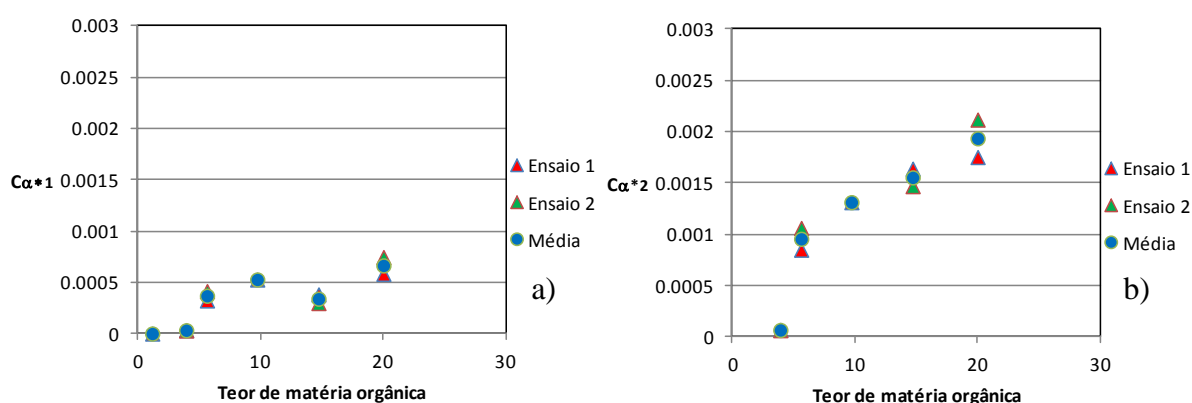 0.003
0.0025
0.002
Cα*1 0.0015
0.001
0.0005
0
0 10 20 30
Teor de matéria orgânica
Ensaio 1
Ensaio 2
Média
a)
0.003
0.0025
0.002
Cα*2 0.0015
0.001
0.0005
0
0 10 20 30
Teor de matéria orgânica
Ensaio 1
Ensaio 2
Média
b)